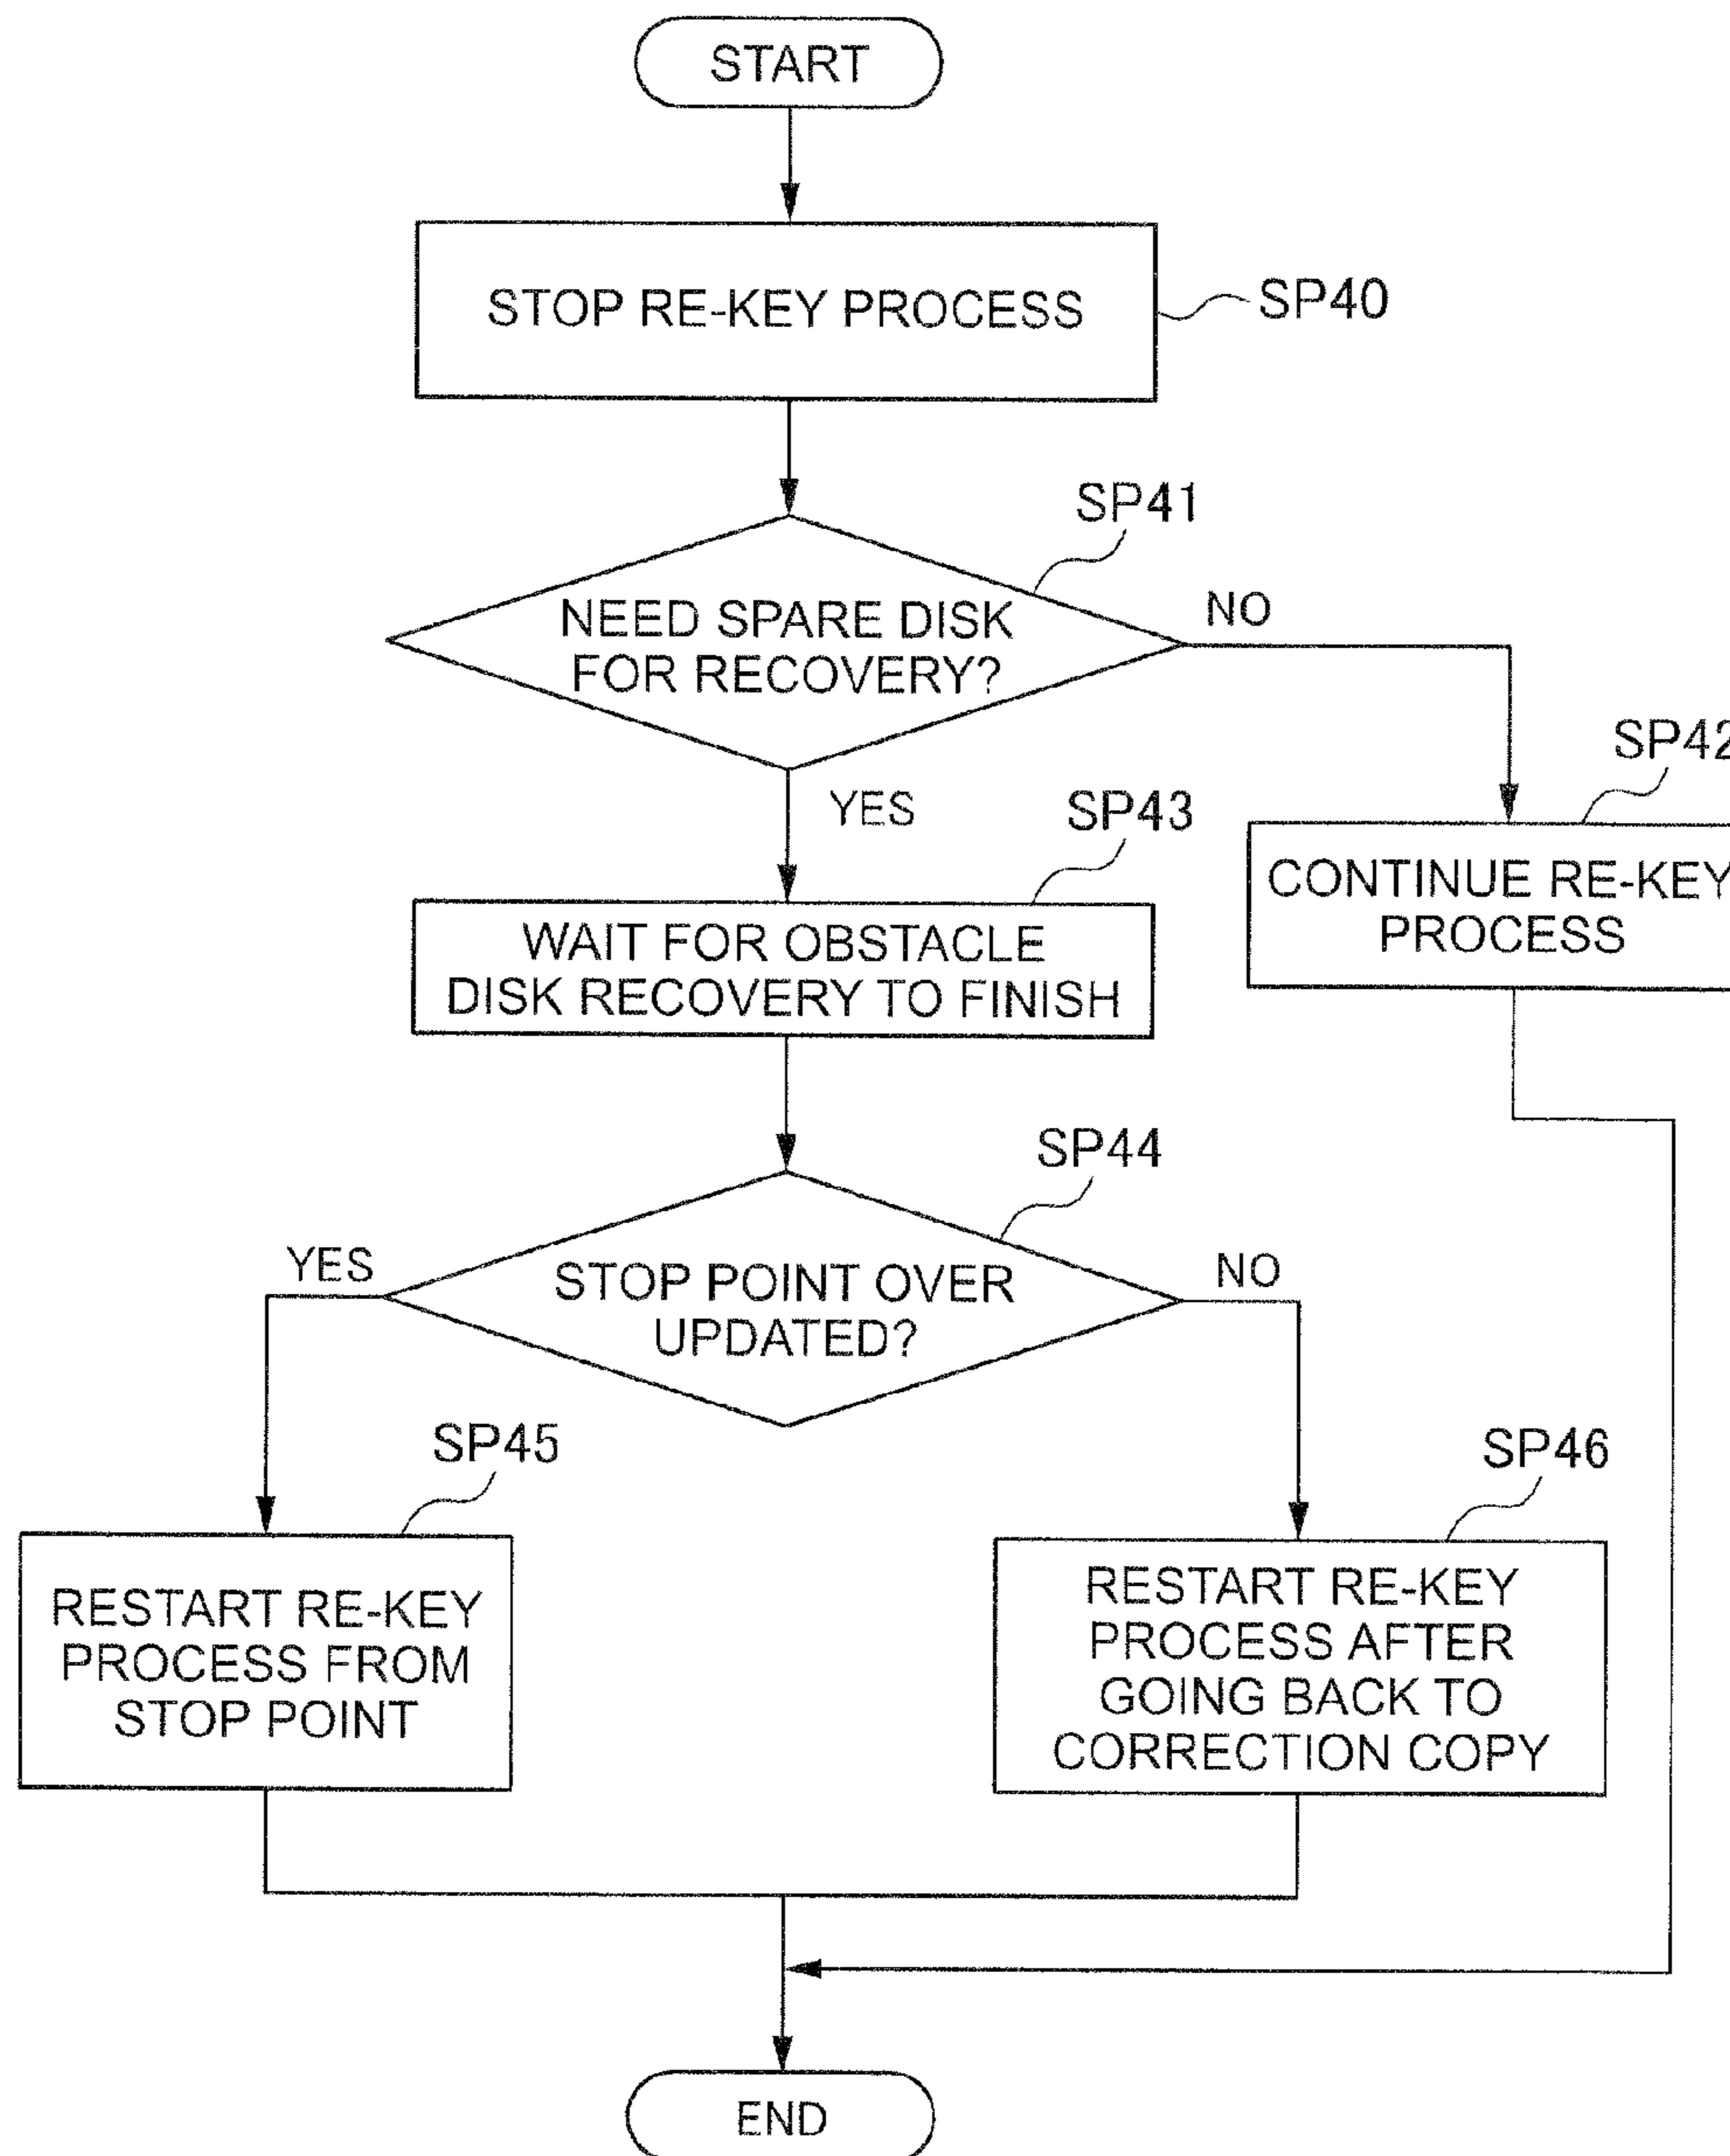 START
STOP RE-KEY PROCESS
SP40
SP41
NEED SPARE DISK
FOR RECOVERY?
NO
YES
SP42
CONTINUE RE-KEY
PROCESS
SP43
WAIT FOR OBSTACLE
DISK RECOVERY TO FINISH
SP44
STOP POINT OVER
UPDATED?
YES
NO
SP45
RESTART RE-KEY
PROCESS FROM
STOP POINT
SP46
RESTART RE-KEY
PROCESS AFTER
GOING BACK TO
CORRECTION COPY
END